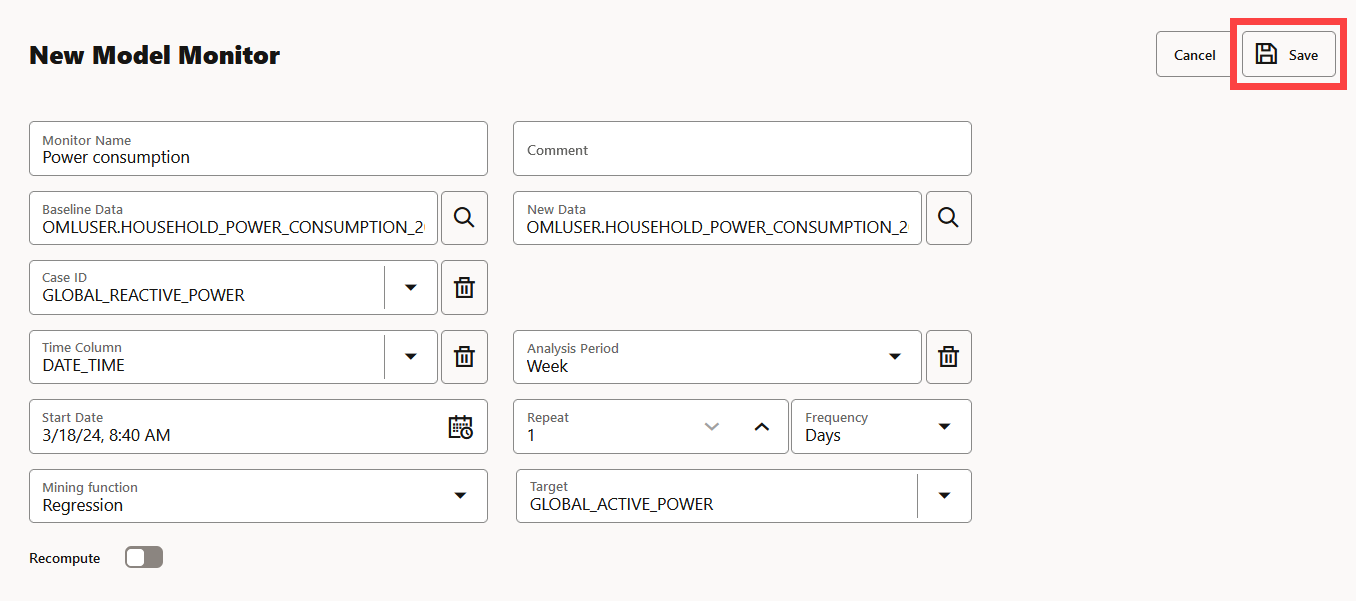 New Model Monitor
Cancel
Save
Monitor Name
Power consumption
Comment
Baseline Data
OMLUSER.HOUSEHOLD_POWER_CONSUMPTION_2
New Data
OMLUSER.HOUSEHOLD_POWER_CONSUMPTION_2
Case ID
GLOBAL_REACTIVE_POWER
Time Column
DATE_TIME
Analysis Period
Week
Start Date
3/18/24, 8:40 AM
Repeat
1
Frequency
Days
Mining function
Regression
Target
GLOBAL_ACTIVE_POWER
Recompute